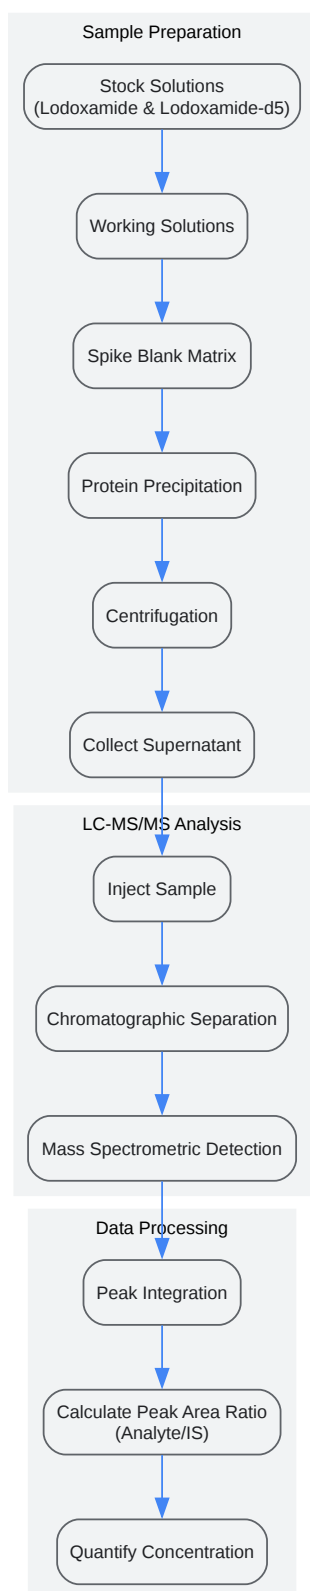 Sample Preparation
Stock Solutions
(Lodoxamide & Lodoxamide-d5)
Working Solutions
Spike Blank Matrix
Protein Precipitation
Centrifugation
Collect Supernatant
LC-MS/MS Analysis
Inject Sample
Chromatographic Separation
Mass Spectrometric Detection
Data Processing
Peak Integration
Calculate Peak Area Ratio
(Analyte/IS)
Quantify Concentration